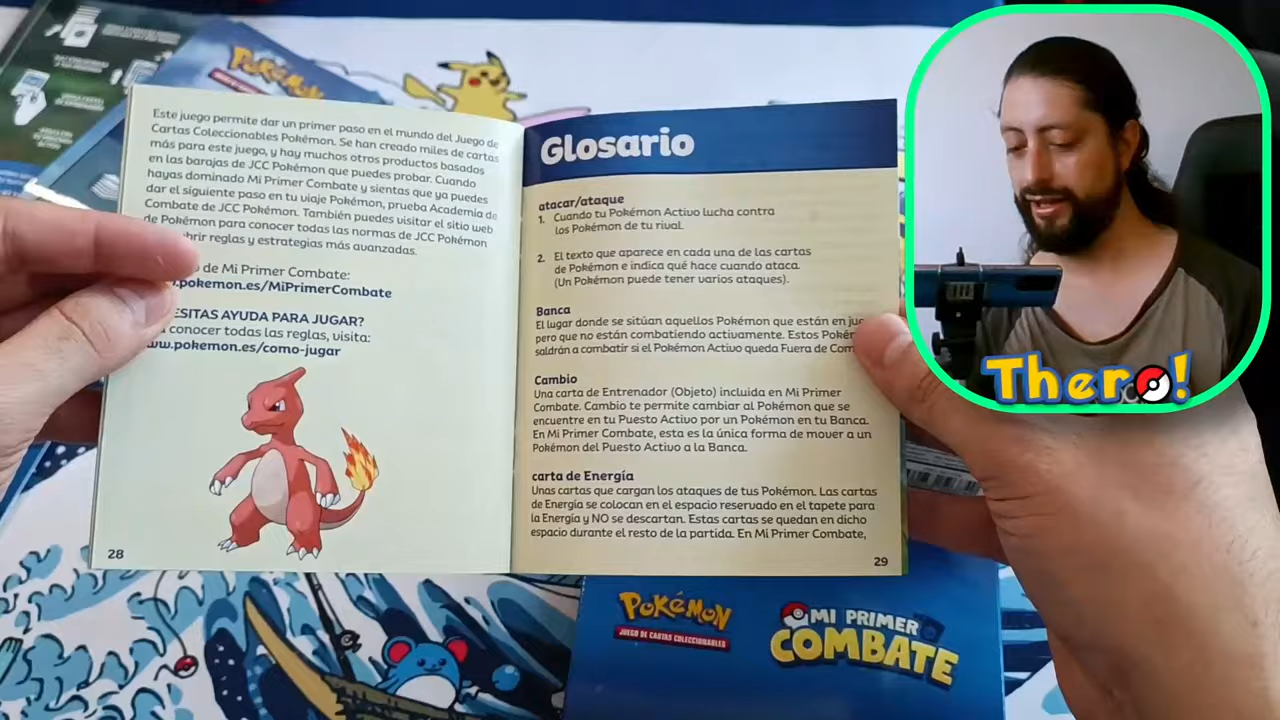 Pokémon
Este juego permite dar un primer paso en el mundo del Juego de
Cartas Coleccionables Pokémon. Se han creado miles de cartas
más para este juego, y hay muchos otros productos basados
en las barajas de JCC Pokémon que puedes probar. Cuando
hayas dominado Mi Primer Combate y sientas que ya puedes
dar el siguiente paso en tu viaje Pokémon, prueba Academia de
Combate de JCC Pokémon. También puedes visitar el sitio web
de Pokémon para conocer todas las normas de JCC Pokémon
brir reglas y estrategias más avanzadas.
o de Mi Primer Combate:
.pokemon.es/MiPrimerCombate
ESITAS AYUDA PARA JUGAR?
conocer todas las reglas, visita:
ww.pokemon.es/como-jugar
28
Glosario
atacar/ataque
1. Cuando tu Pokémon Activo lucha contra
los Pokémon de tu rival.
2. El texto que aparece en cada una de las cartas
de Pokémon e indica qué hace cuando ataca.
(Un Pokémon puede tener varios ataques).
Banca
El lugar donde se sitúan aquellos Pokémon que están en jue
pero que no están combatiendo activamente. Estos Pokém
saldrán a combatir si el Pokémon Activo queda Fuera de Com
Cambio
Una carta de Entrenador (Objeto) incluida en Mi Primer
Combate. Cambio te permite cambiar al Pokémon que se
encuentre en tu Puesto Activo por un Pokémon en tu Banca.
En Mi Primer Combate, esta es la única forma de mover a un
Pokémon del Puesto Activo a la Banca.
carta de Energía
Unas cartas que cargan los ataques de tus Pokémon. Las cartas
de Energía se colocan en el espacio reservado en el tapete para
la Energía y NO se descartan. Estas cartas se quedan en dicho
espacio durante el resto de la partida. En Mi Primer Combate,
29
Thero!
Pokémon
JUEGO DE CARTAS COLECCIONABLES
MI PRIMER
COMBATE